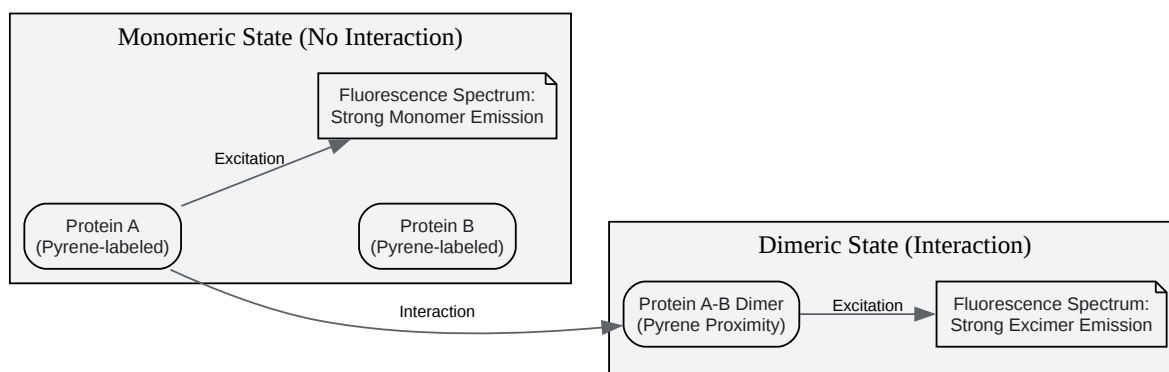 Monomeric State (No Interaction)
Fluorescence Spectrum:
Strong Monomer Emission
Excitation
Protein A
(Pyrene-labeled)
Protein B
(Pyrene-labeled)
Interaction
Dimeric State (Interaction)
Protein A-B Dimer
(Pyrene Proximity)
Excitation
Fluorescence Spectrum:
Strong Excimer Emission